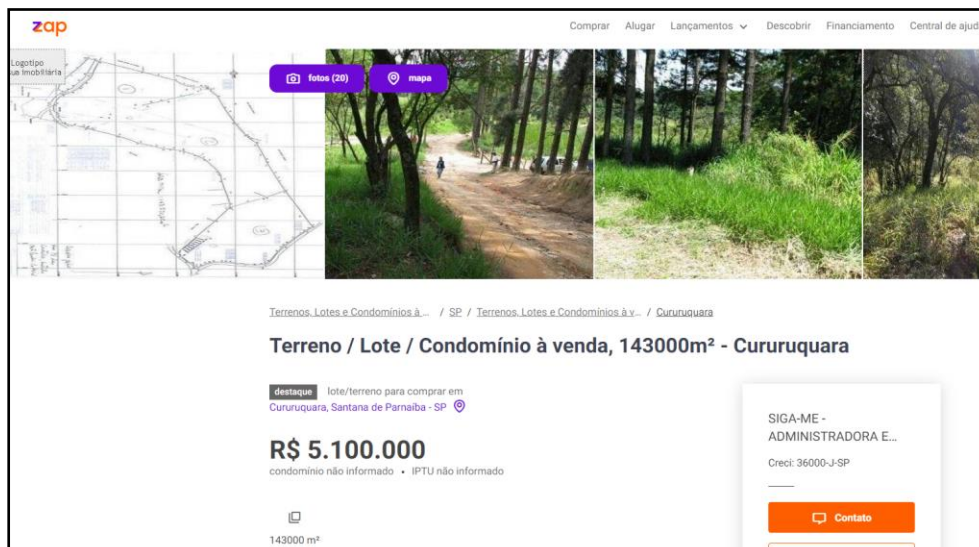 zap
Comprar Alugar Lançamentos Descobrir Financiamento Central de ajud
Logotipo
ua imobiliária
fotos (20) mapa
Terrenos, Lotes e Condomínios à ... / SP / Terrenos, Lotes e Condomínios à v... / Cururuquara
Terreno / Lote / Condomínio à venda, 143000m² - Cururuquara
destaque lote/terreno para comprar em
Cururuquara, Santana de Parnaíba - SP
R$ 5.100.000
condomínio não informado • IPTU não informado
143000 m²
SIGA-ME -
ADMINISTRADORA E...
Creci: 36000-J-SP
Contato